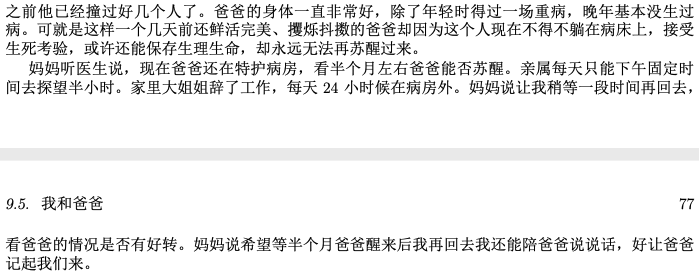 之前他已经撞过好几个人了。爸爸的身体一直非常好，除了年轻时得过一场重病，晚年基本没生过
病。可就是这样一个几天前还鲜活完美、矍烁抖擞的爸爸却因为这个人现在不得不躺在病床上，接受
生死考验，或许还能保存生理生命，却永远无法再苏醒过来。
妈妈听医生说，现在爸爸还在特护病房，看半个月左右爸爸能否苏醒。亲属每天只能下午固定时
间去探望半小时。家里大姐姐辞了工作，每天 24 小时候在病房外。妈妈说让我稍等一段时间再回去，
9.5. 我和爸爸 77
看爸爸的情况是否有好转。妈妈说希望等半个月爸爸醒来后我再回去我还能陪爸爸说说话，好让爸爸
记起我们来。